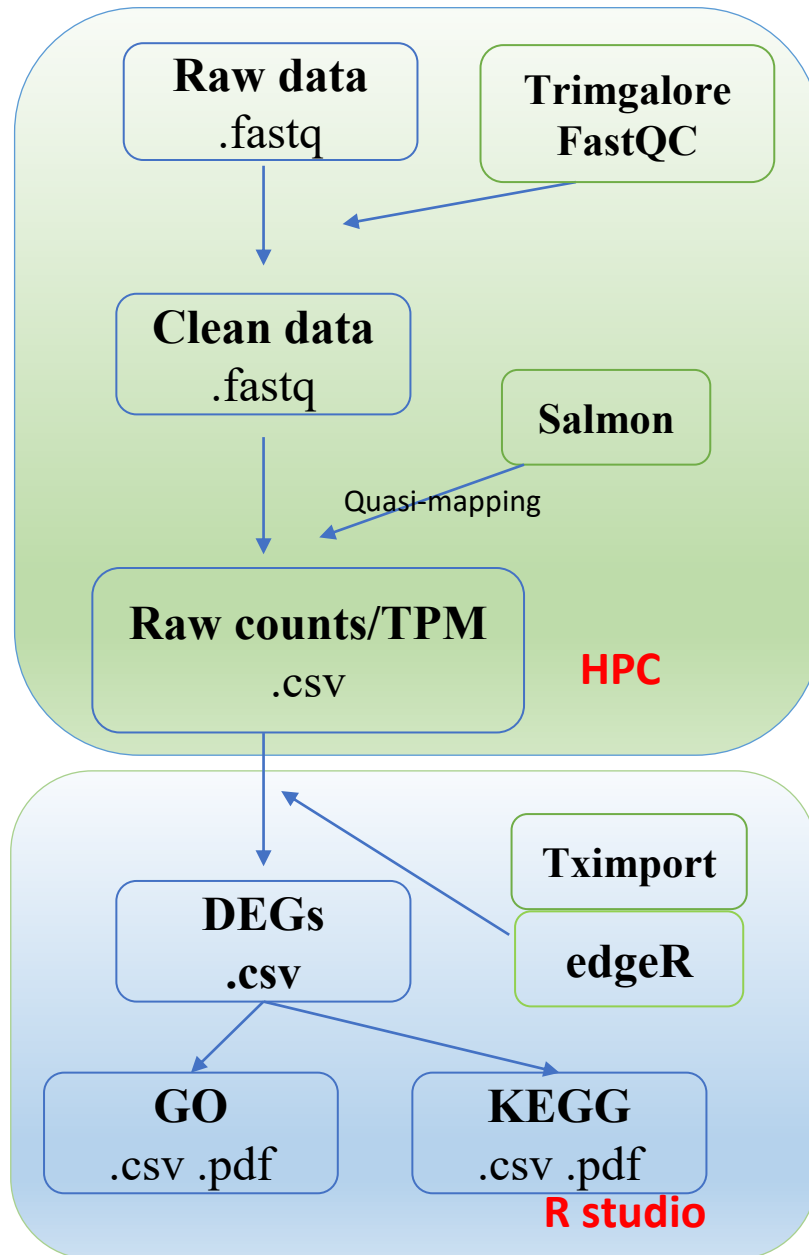 Raw data
.fastq
Trimgalore
FastQC
Clean data
.fastq
Salmon
Quasi-mapping
Raw counts/TPM
.csv
HPC
Tximport
DEGs
.csv
edgeR
GO
.csv .pdf
KEGG
.csv .pdf
R studio